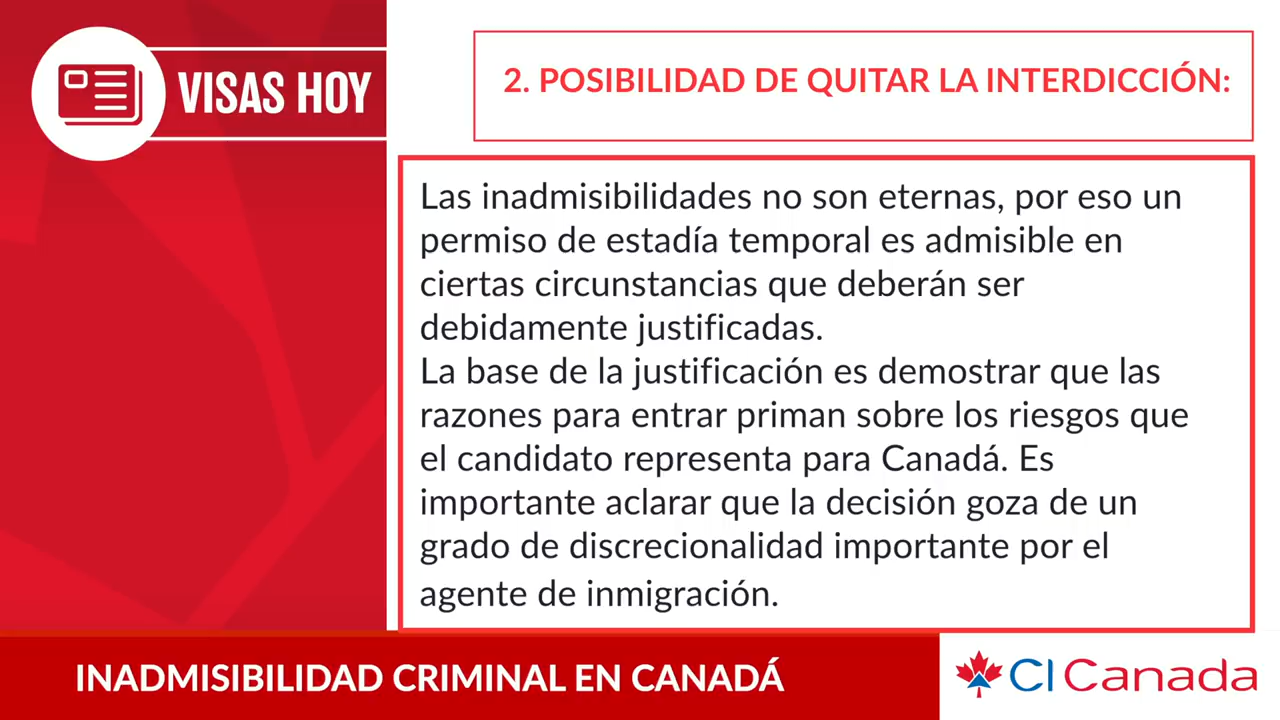 VISAS HOY
2. POSIBILIDAD DE QUITAR LA INTERDICCIÓN:
Las inadmisibilidades no son eternas, por eso un
permiso de estadía temporal es admisible en
ciertas circunstancias que deberán ser
debidamente justificadas.
La base de la justificación es demostrar que las
razones para entrar priman sobre los riesgos que
el candidato representa para Canadá. Es
importante aclarar que la decisión goza de un
grado de discrecionalidad importante por el
agente de inmigración.
INADMISIBILIDAD CRIMINAL EN CANADÁ
CI Canada